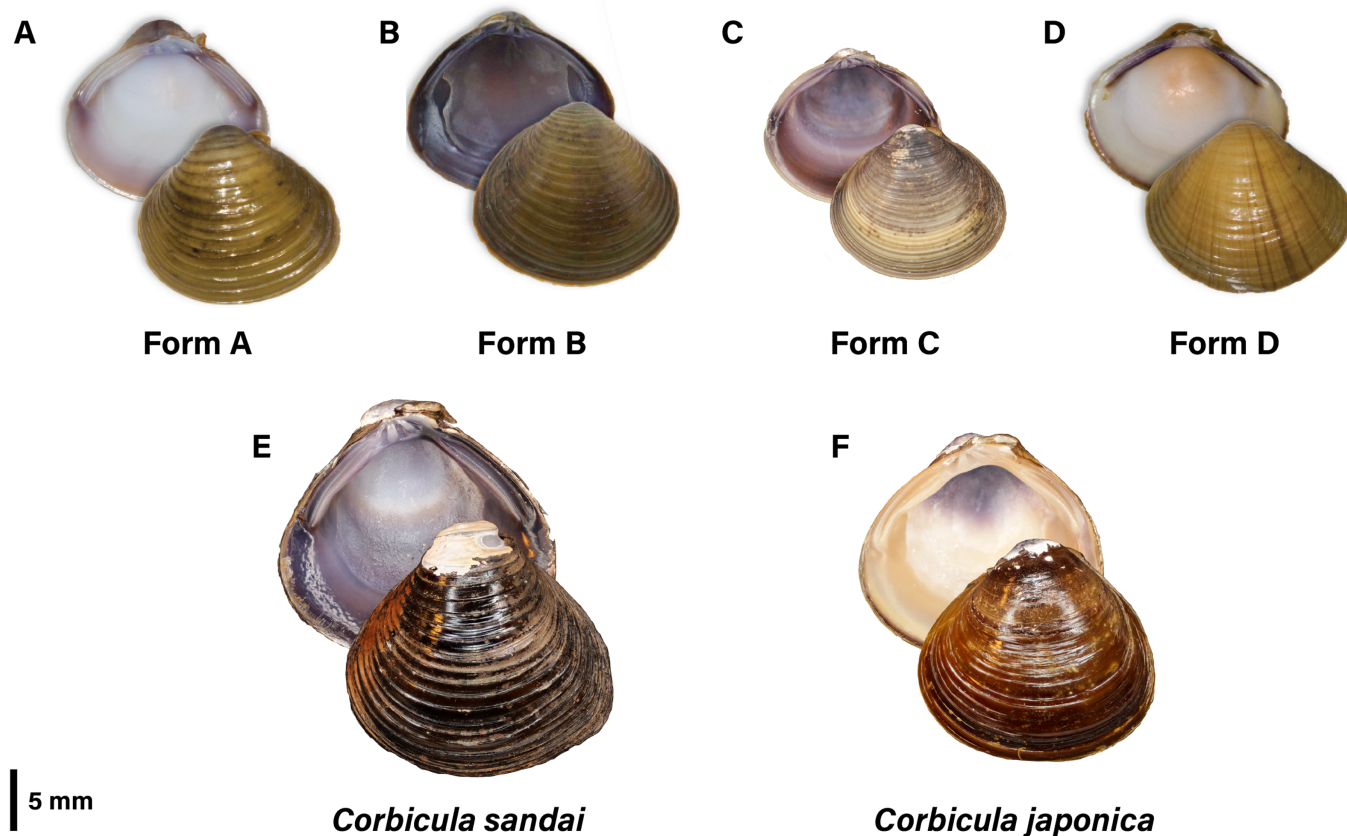 A
B
C
D
Form A
Form B
Form C
Form D
E
F
5 mm
Corbicula sandai
Corbicula japonica